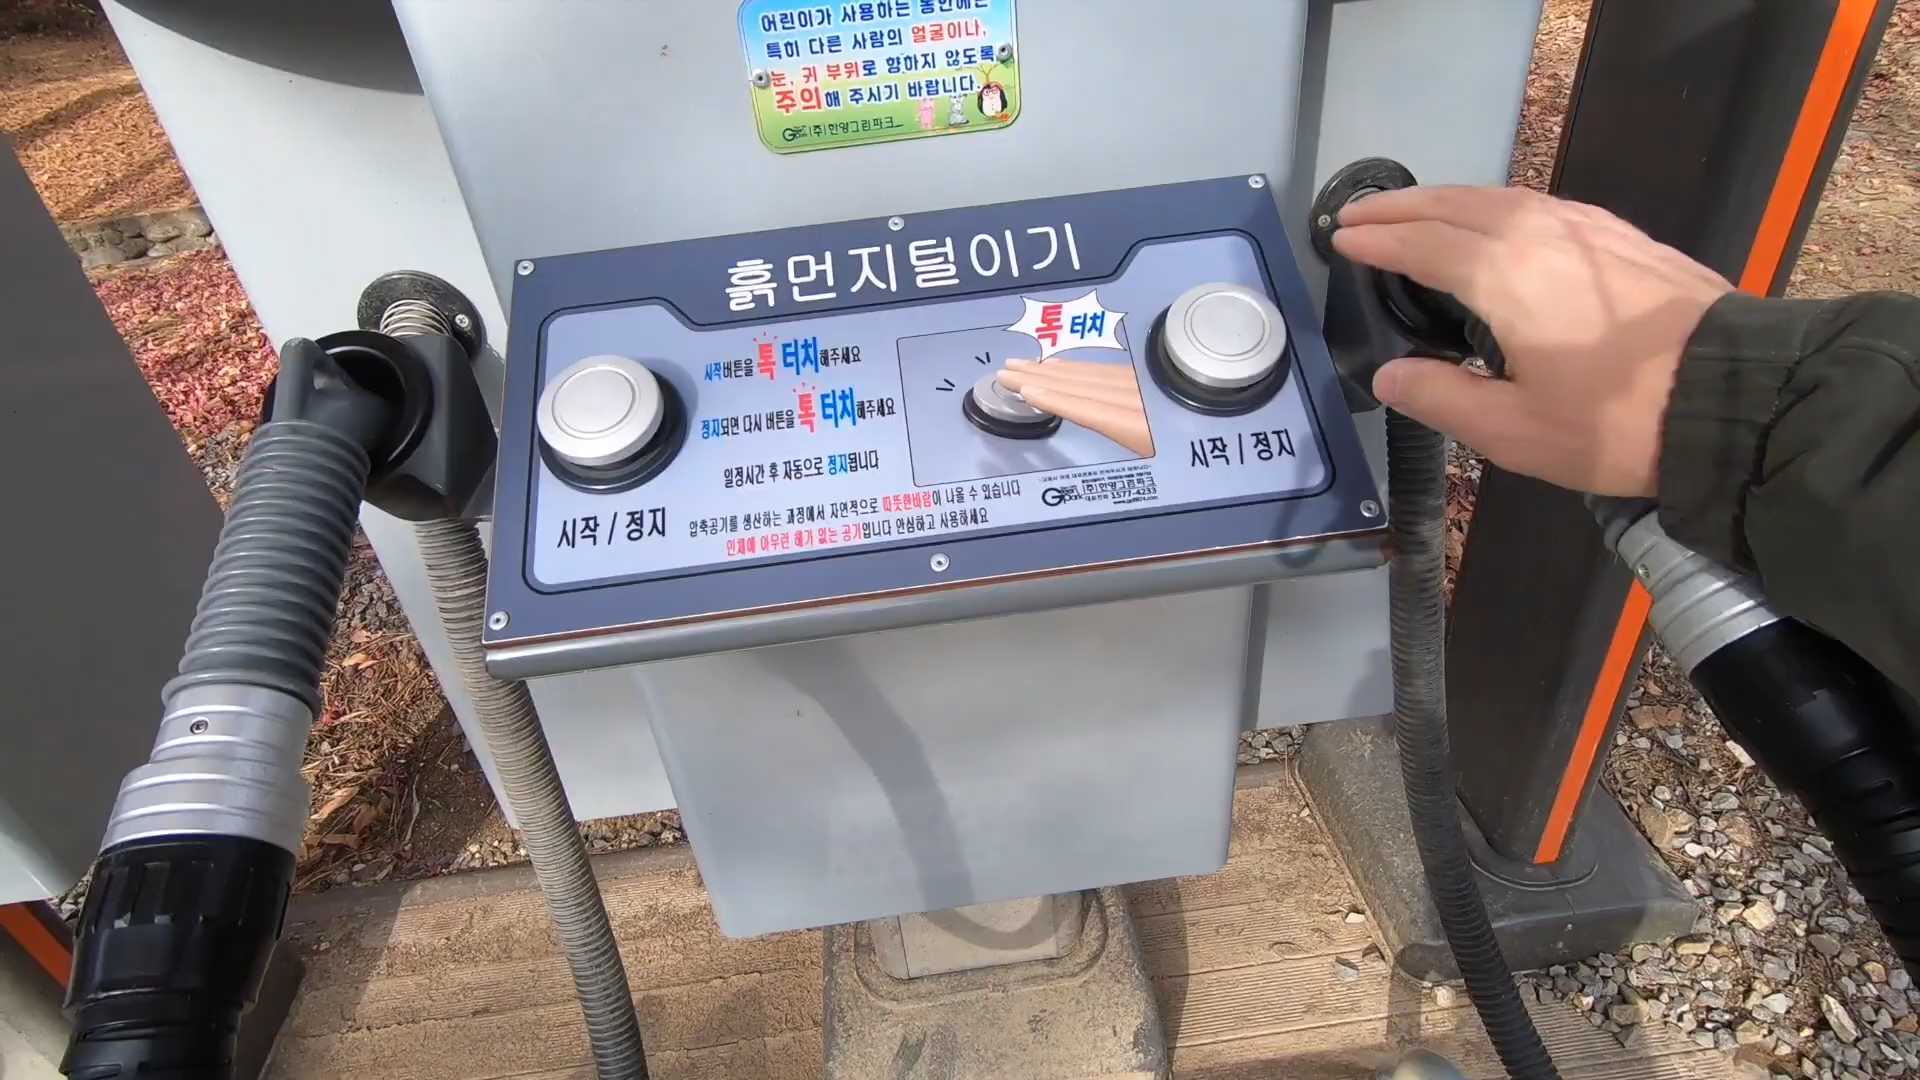 어린이가 사용하는 동안에는
특히 다른 사람의 얼굴이나,
눈, 귀 부위로 향하지 않도록
주의해 주시기 바랍니다.
(주)한양그린파크
흙먼지털이기
시작버튼을 톡 터치해주세요
정지되면 다시 버튼을 톡 터치해주세요
일정시간 후 자동으로 정지됩니다
톡 터치
시작 / 정지
시작 / 정지
압축공기를 생산하는 과정에서 자연적으로 따뜻한바람이 나올 수 있습니다
인체에 아무런 해가 없는 공기입니다 안심하고 사용하세요
Green Park (주)한양그린파크
대표전화 1577-4233